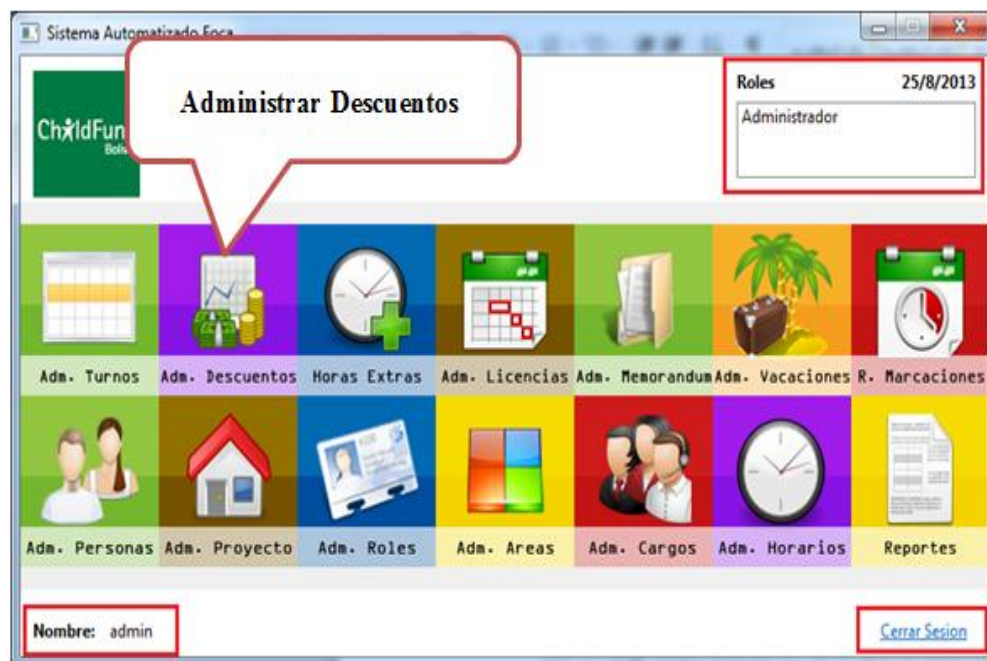 Sistema Automatizado Foca
Administrar Descuentos
ChildFun
Roles 25/8/2013
Administrador
Adm. Turnos Adm. Descuentos Horas Extras Adm. Licencias Adm. Memorandum Adm. Vacaciones R. Marcaciones
Adm. Personas Adm. Proyecto Adm. Roles Adm. Areas Adm. Cargos Adm. Horarios Reportes
Nombre: admin
Cerrar Sesion